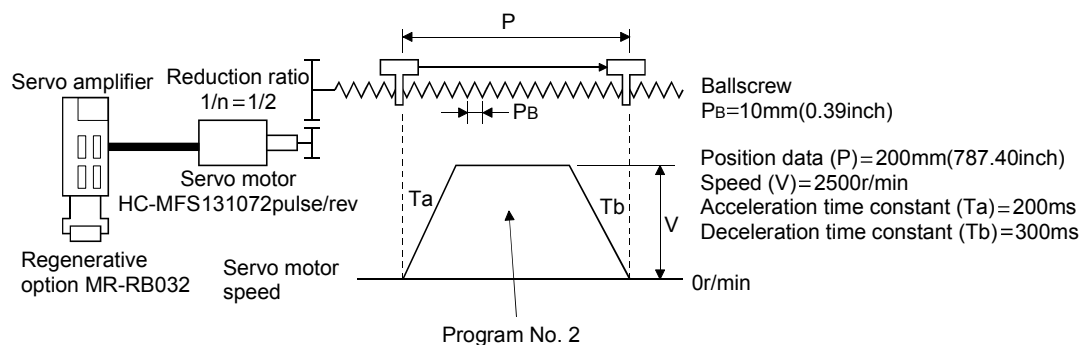 P
Servo amplifier
Reduction ratio
1/n=1/2
Ballscrew
PB=10mm(0.39inch)
PB
Servo motor
HC-MFS131072pulse/rev
Regenerative
option MR-RB032
Position data (P)=200mm(787.40inch)
Speed (V)=2500r/min
Acceleration time constant (Ta)=200ms
Deceleration time constant (Tb)=300ms
Ta
Tb
V
Servo motor
speed
0r/min
Program No. 2